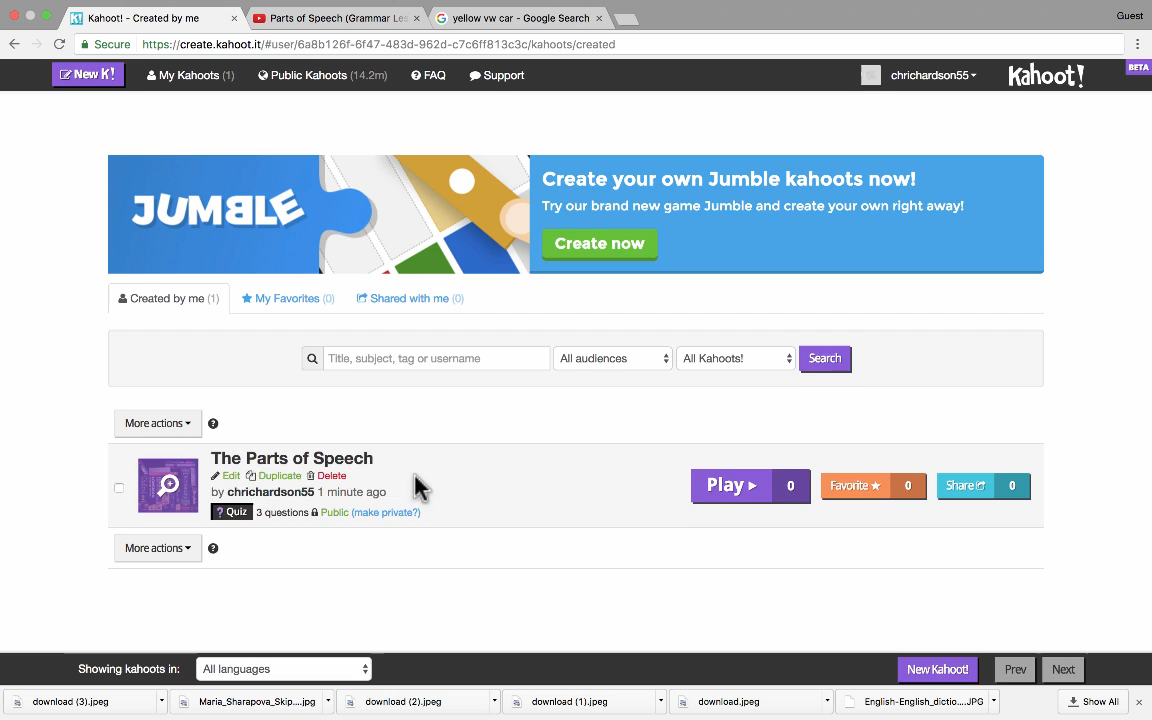 Kahoot! - Created by me
Parts of Speech (Grammar Les
yellow vw car - Google Search
Guest
Secure
https://create.kahoot.it/#user/6a8b126f-6f47-483d-962d-c7c6ff813c3c/kahoots/created
New K!
My Kahoots (1)
Public Kahoots (14.2m)
FAQ
Support
chrichardson55
Kahoot!
BETA
JUMBLE
Create your own Jumble kahoots now!
Try our brand new game Jumble and create your own right away!
Create now
Created by me (1)
My Favorites (0)
Shared with me (0)
Title, subject, tag or username
All audiences
All Kahoots!
Search
More actions
The Parts of Speech
Edit Duplicate Delete
by chrichardson55 1 minute ago
? Quiz 3 questions Public (make private?)
Play 0
Favorite 0
Share 0
More actions
Showing kahoots in:
All languages
New Kahoot!
Prev
Next
download (3).jpeg
Maria_Sharapova_Skip....jpg
download (2).jpeg
download (1).jpeg
download.jpeg
English-English_dictio....JPG
Show All